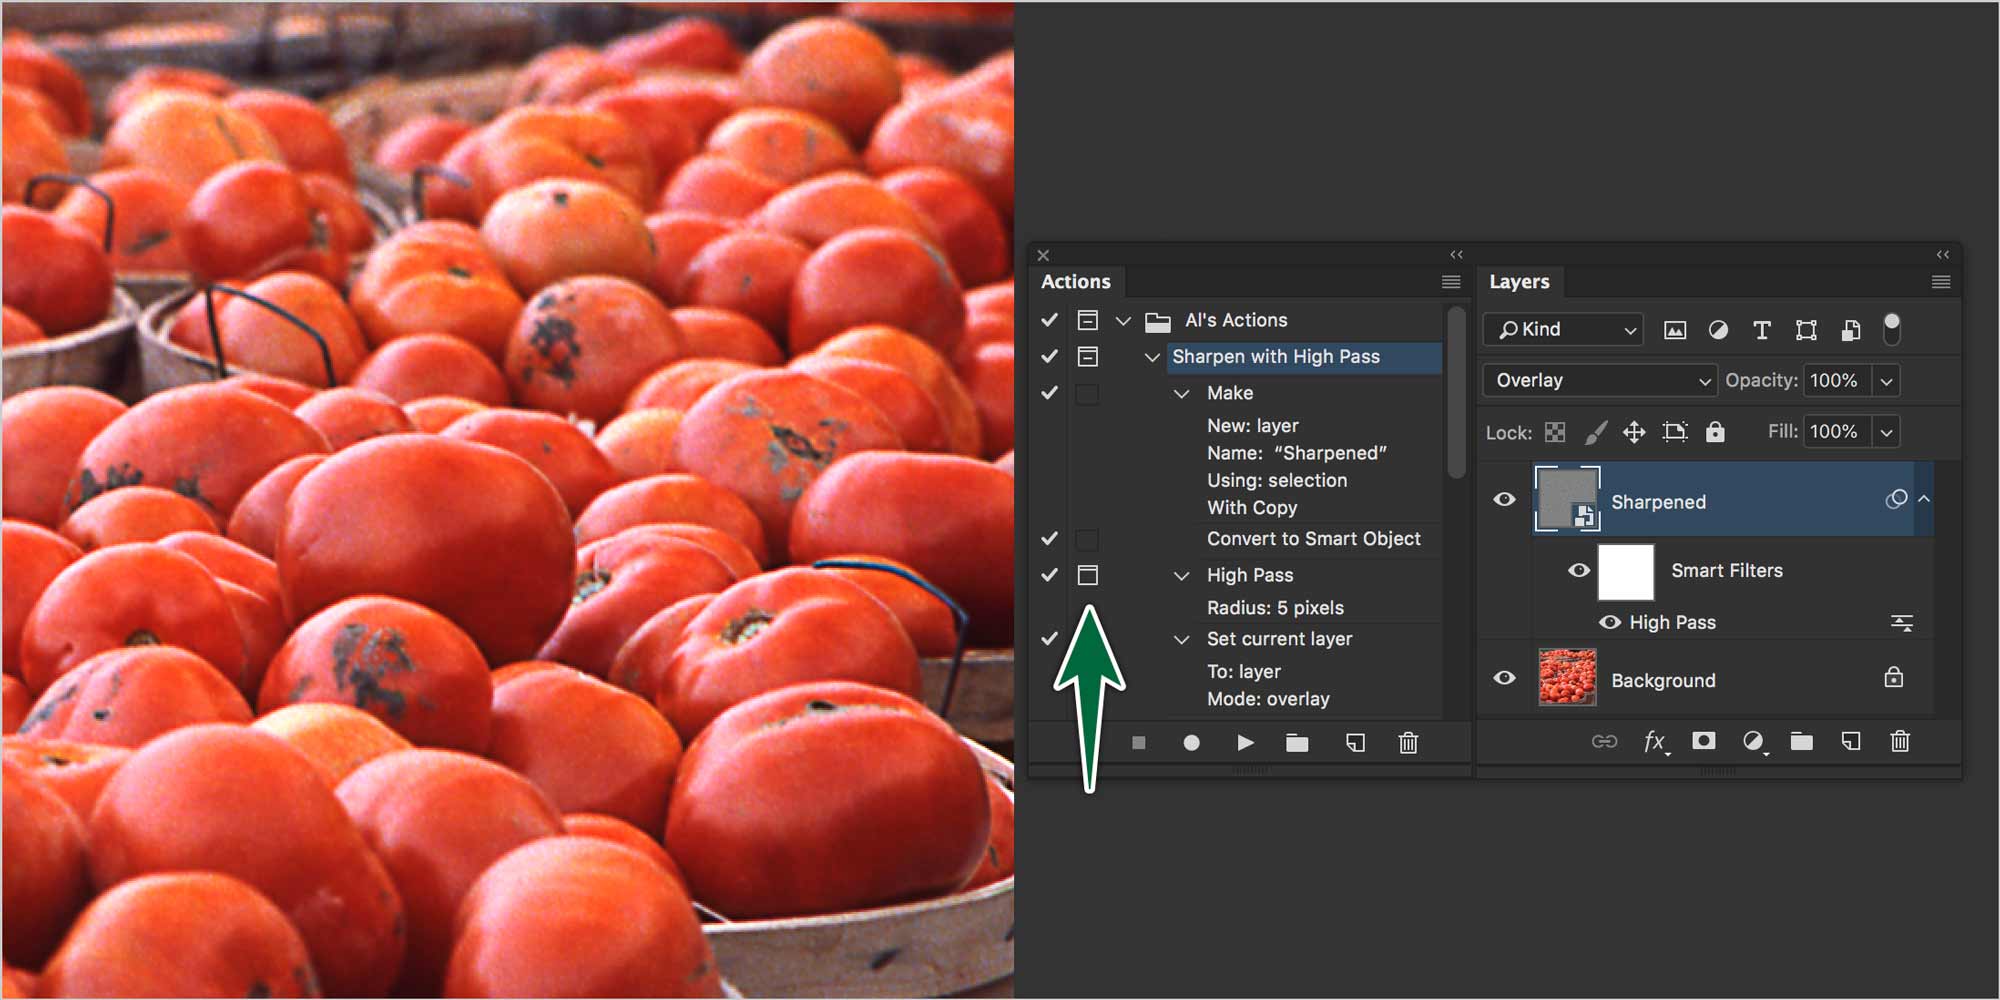 Actions
Al's Actions
Sharpen with High Pass
Make
New: layer
Name: “Sharpened”
Using: selection
With Copy
Convert to Smart Object
High Pass
Radius: 5 pixels
Set current layer
To: layer
Mode: overlay
Layers
Kind
Overlay
Opacity: 100%
Lock:
Fill: 100%
Sharpened
Smart Filters
High Pass
Background
fx